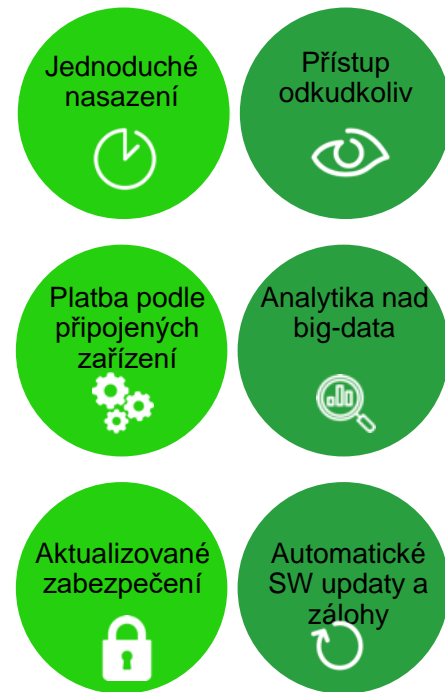 Jednoduché
nasazení
Přístup
odkudkoliv
Platba podle
připojených
zařízení
Analytika nad
big-data
Aktualizované
zabezpečení
Automatické
SW updaty a
zálohy